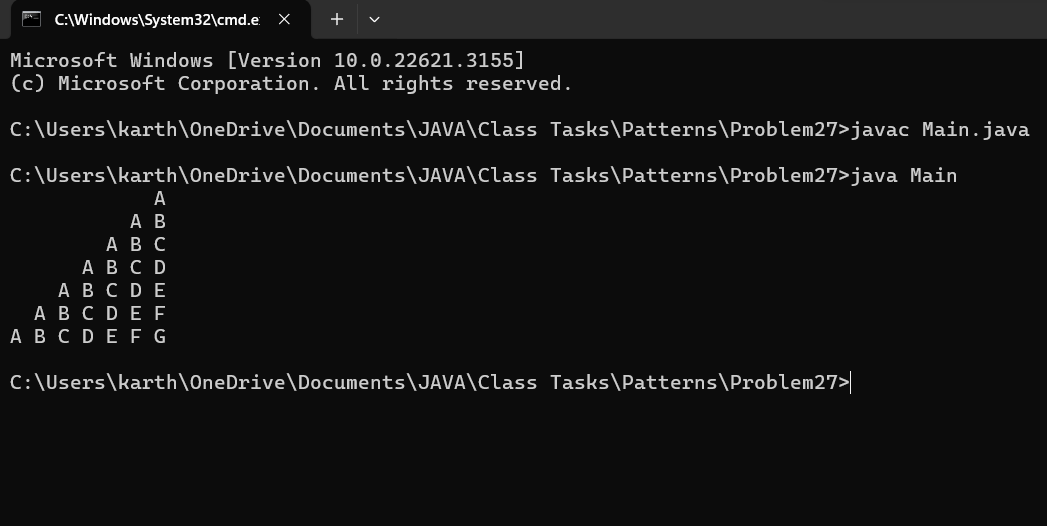 C:\Windows\System32\cmd.e
Microsoft Windows [Version 10.0.22621.3155]
(c) Microsoft Corporation. All rights reserved.
C:\Users\karth\OneDrive\Documents\JAVA\Class Tasks\Patterns\Problem27>javac Main.java
C:\Users\karth\OneDrive\Documents\JAVA\Class Tasks\Patterns\Problem27>java Main
            A
          A B
        A B C
      A B C D
    A B C D E
  A B C D E F
A B C D E F G
C:\Users\karth\OneDrive\Documents\JAVA\Class Tasks\Patterns\Problem27>